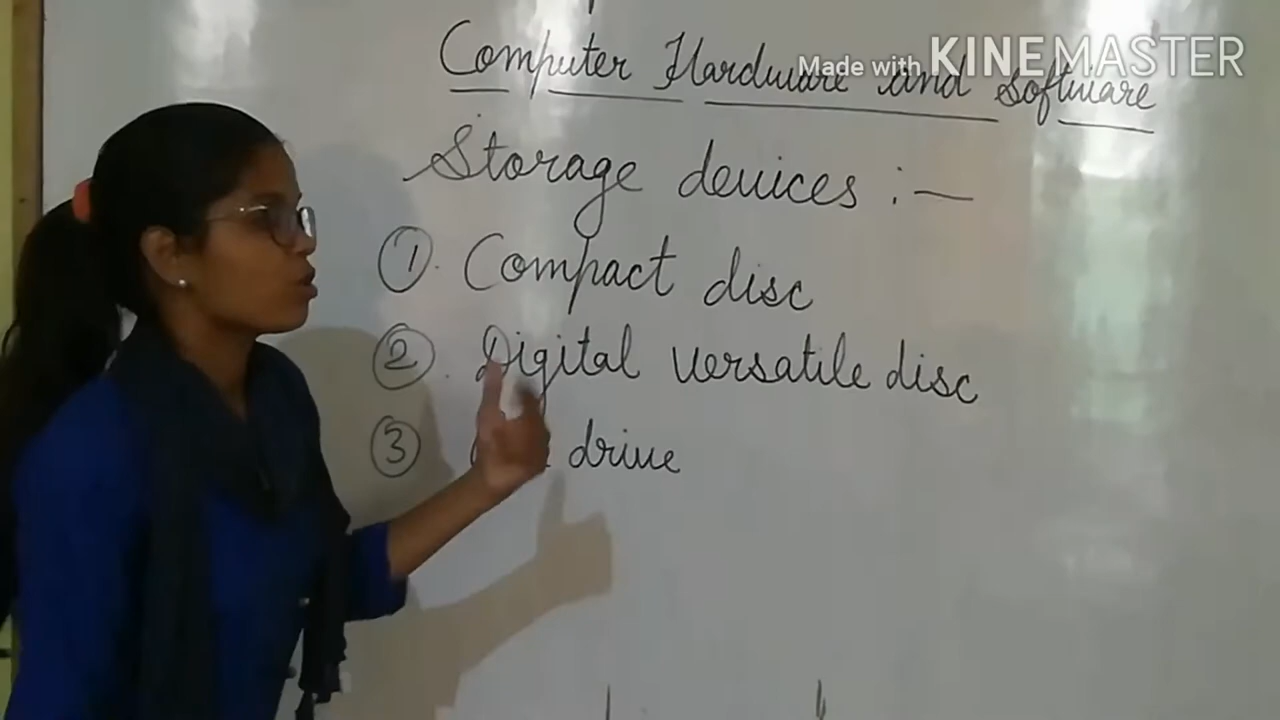 Computer Hardware and Software
Made with KINEMASTER
Storage devices :—
1. Compact disc
2. Digital versatile disc
3 drive